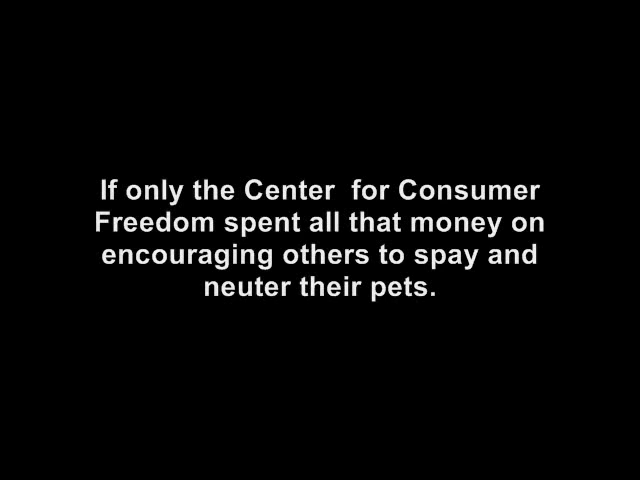 If only the Center  for Consumer
Freedom spent all that money on
encouraging others to spay and
neuter their pets.